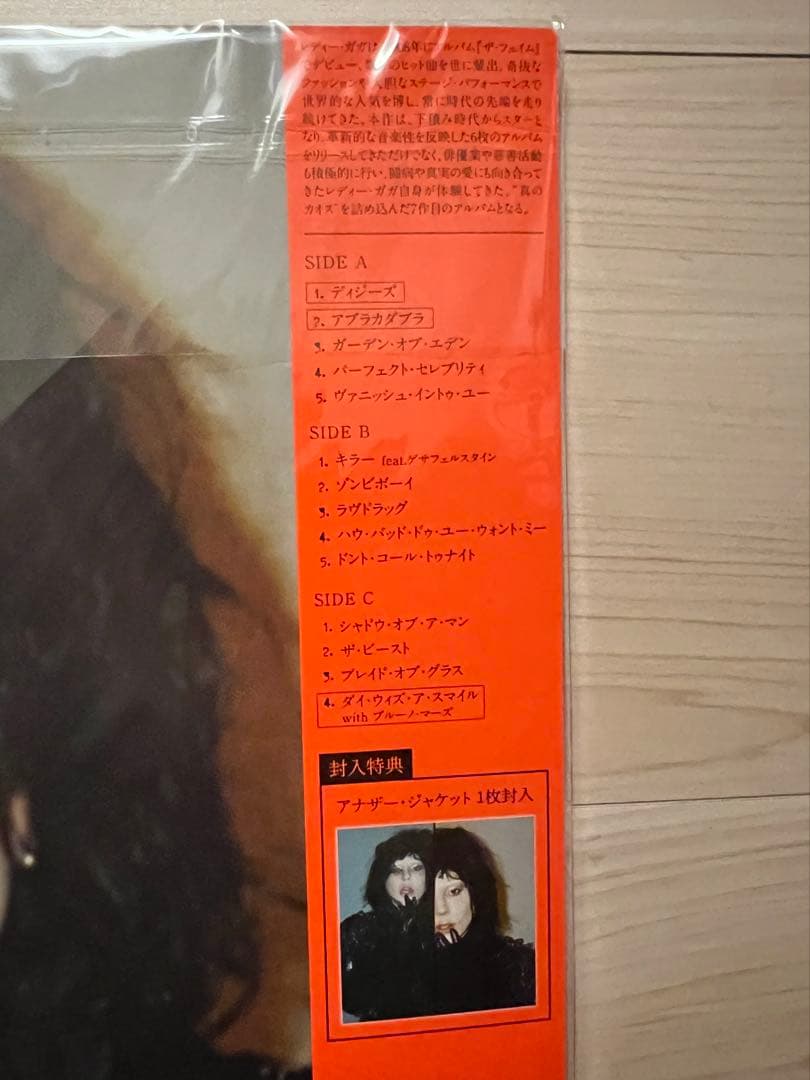 レディー・ガガは、2008年にアルバム『ザ・フェイム』
でデビュー、数々のヒット曲を世に輩出。奇抜な
ファッションや大胆なステージ・パフォーマンスで
世界的な人気を博し、常に時代の先端を走り
続けてきた。本作は、下積み時代からスターと
なり、革新的な音楽性を反映した6枚のアルバム
をリリースしてきただけでなく、俳優業や慈善活動
も積極的に行い、闘病や真実の愛にも向き合って
きたレディー・ガガ自身が体験してきた、"真の
カオス"を詰め込んだ7作目のアルバムとなる。
SIDE A
1. ディジーズ
2. アブラカダブラ
3. ガーデン・オブ・エデン
4. パーフェクト・セレブリティ
5. ヴァニッシュ・イントゥ・ユー
SIDE B
1. キラー feat.ゲサフェルスタイン
2. ゾンビボーイ
3. ラヴドラッグ
4. ハウ・バッド・ドゥ・ユー・ウォント・ミー
5. ドント・コール・トゥナイト
SIDE C
1. シャドウ・オブ・ア・マン
2. ザ・ビースト
3. ブレイド・オブ・グラス
4. ダイ・ウィズ・ア・スマイル
with ブルーノ・マーズ
封入特典
アナザー・ジャケット 1枚封入